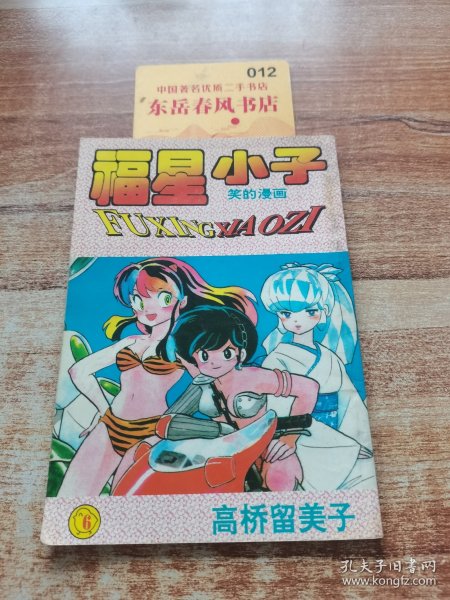 012
中国著名优质二手书店
东岳春风书店
福星小子
笑的漫画
FUXINGXIAOZI
6
高桥留美子
孔夫子旧书网
www.kongfz.com